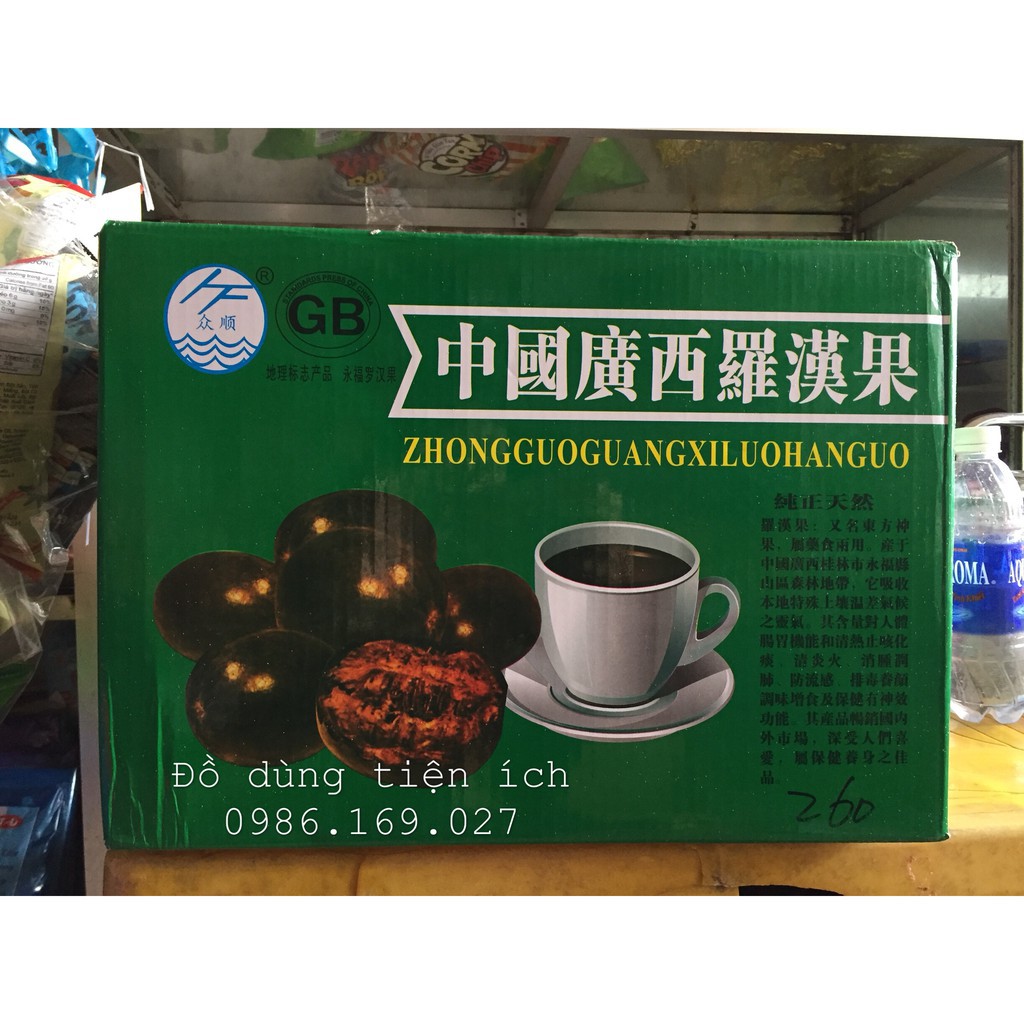 CORN
众顺
®
STANDARDS PRESS OF CHINA
GB
地理标志产品 永福罗汉果
中國廣西羅漢果
ZHONGGUOGUANGXILUOHANGUO
純正天然
羅漢果：又名東方神
果，屬藥食兩用。產于
中國廣西桂林市永福縣
山區森林地帶，它吸收
本地特殊土壤溫差氣候
之靈氣。其含量對人體
腸胃機能和清熱止咳化
痰、清炎火、消腫潤
肺、防流感、排毒養顏
調味增食及保健有神效
功能。其産品暢銷國内
外市場，深受人們喜
愛，屬保健養身之佳
品
260
Đồ dùng tiện ích
0986.169.027
ROMA
AQ